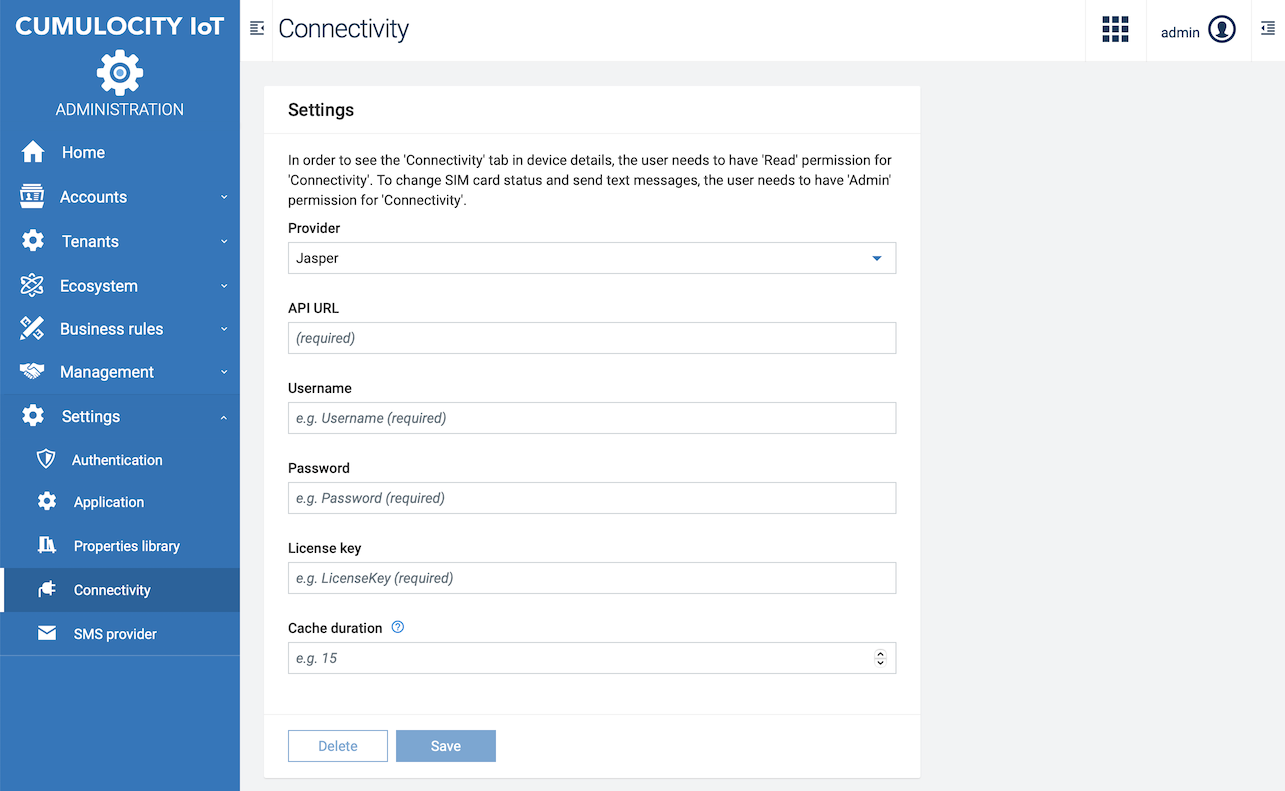 CUMULOCITY IoT
ADMINISTRATION
Home
Accounts
Tenants
Ecosystem
Business rules
Management
Settings
Authentication
Application
Properties library
Connectivity
SMS provider
Connectivity
admin
Settings
In order to see the 'Connectivity' tab in device details, the user needs to have 'Read' permission for
'Connectivity'. To change SIM card status and send text messages, the user needs to have 'Admin'
permission for 'Connectivity'.
Provider
Jasper
API URL
(required)
Username
e.g. Username (required)
Password
e.g. Password (required)
License key
e.g. LicenseKey (required)
Cache duration ?
e.g. 15
Delete
Save